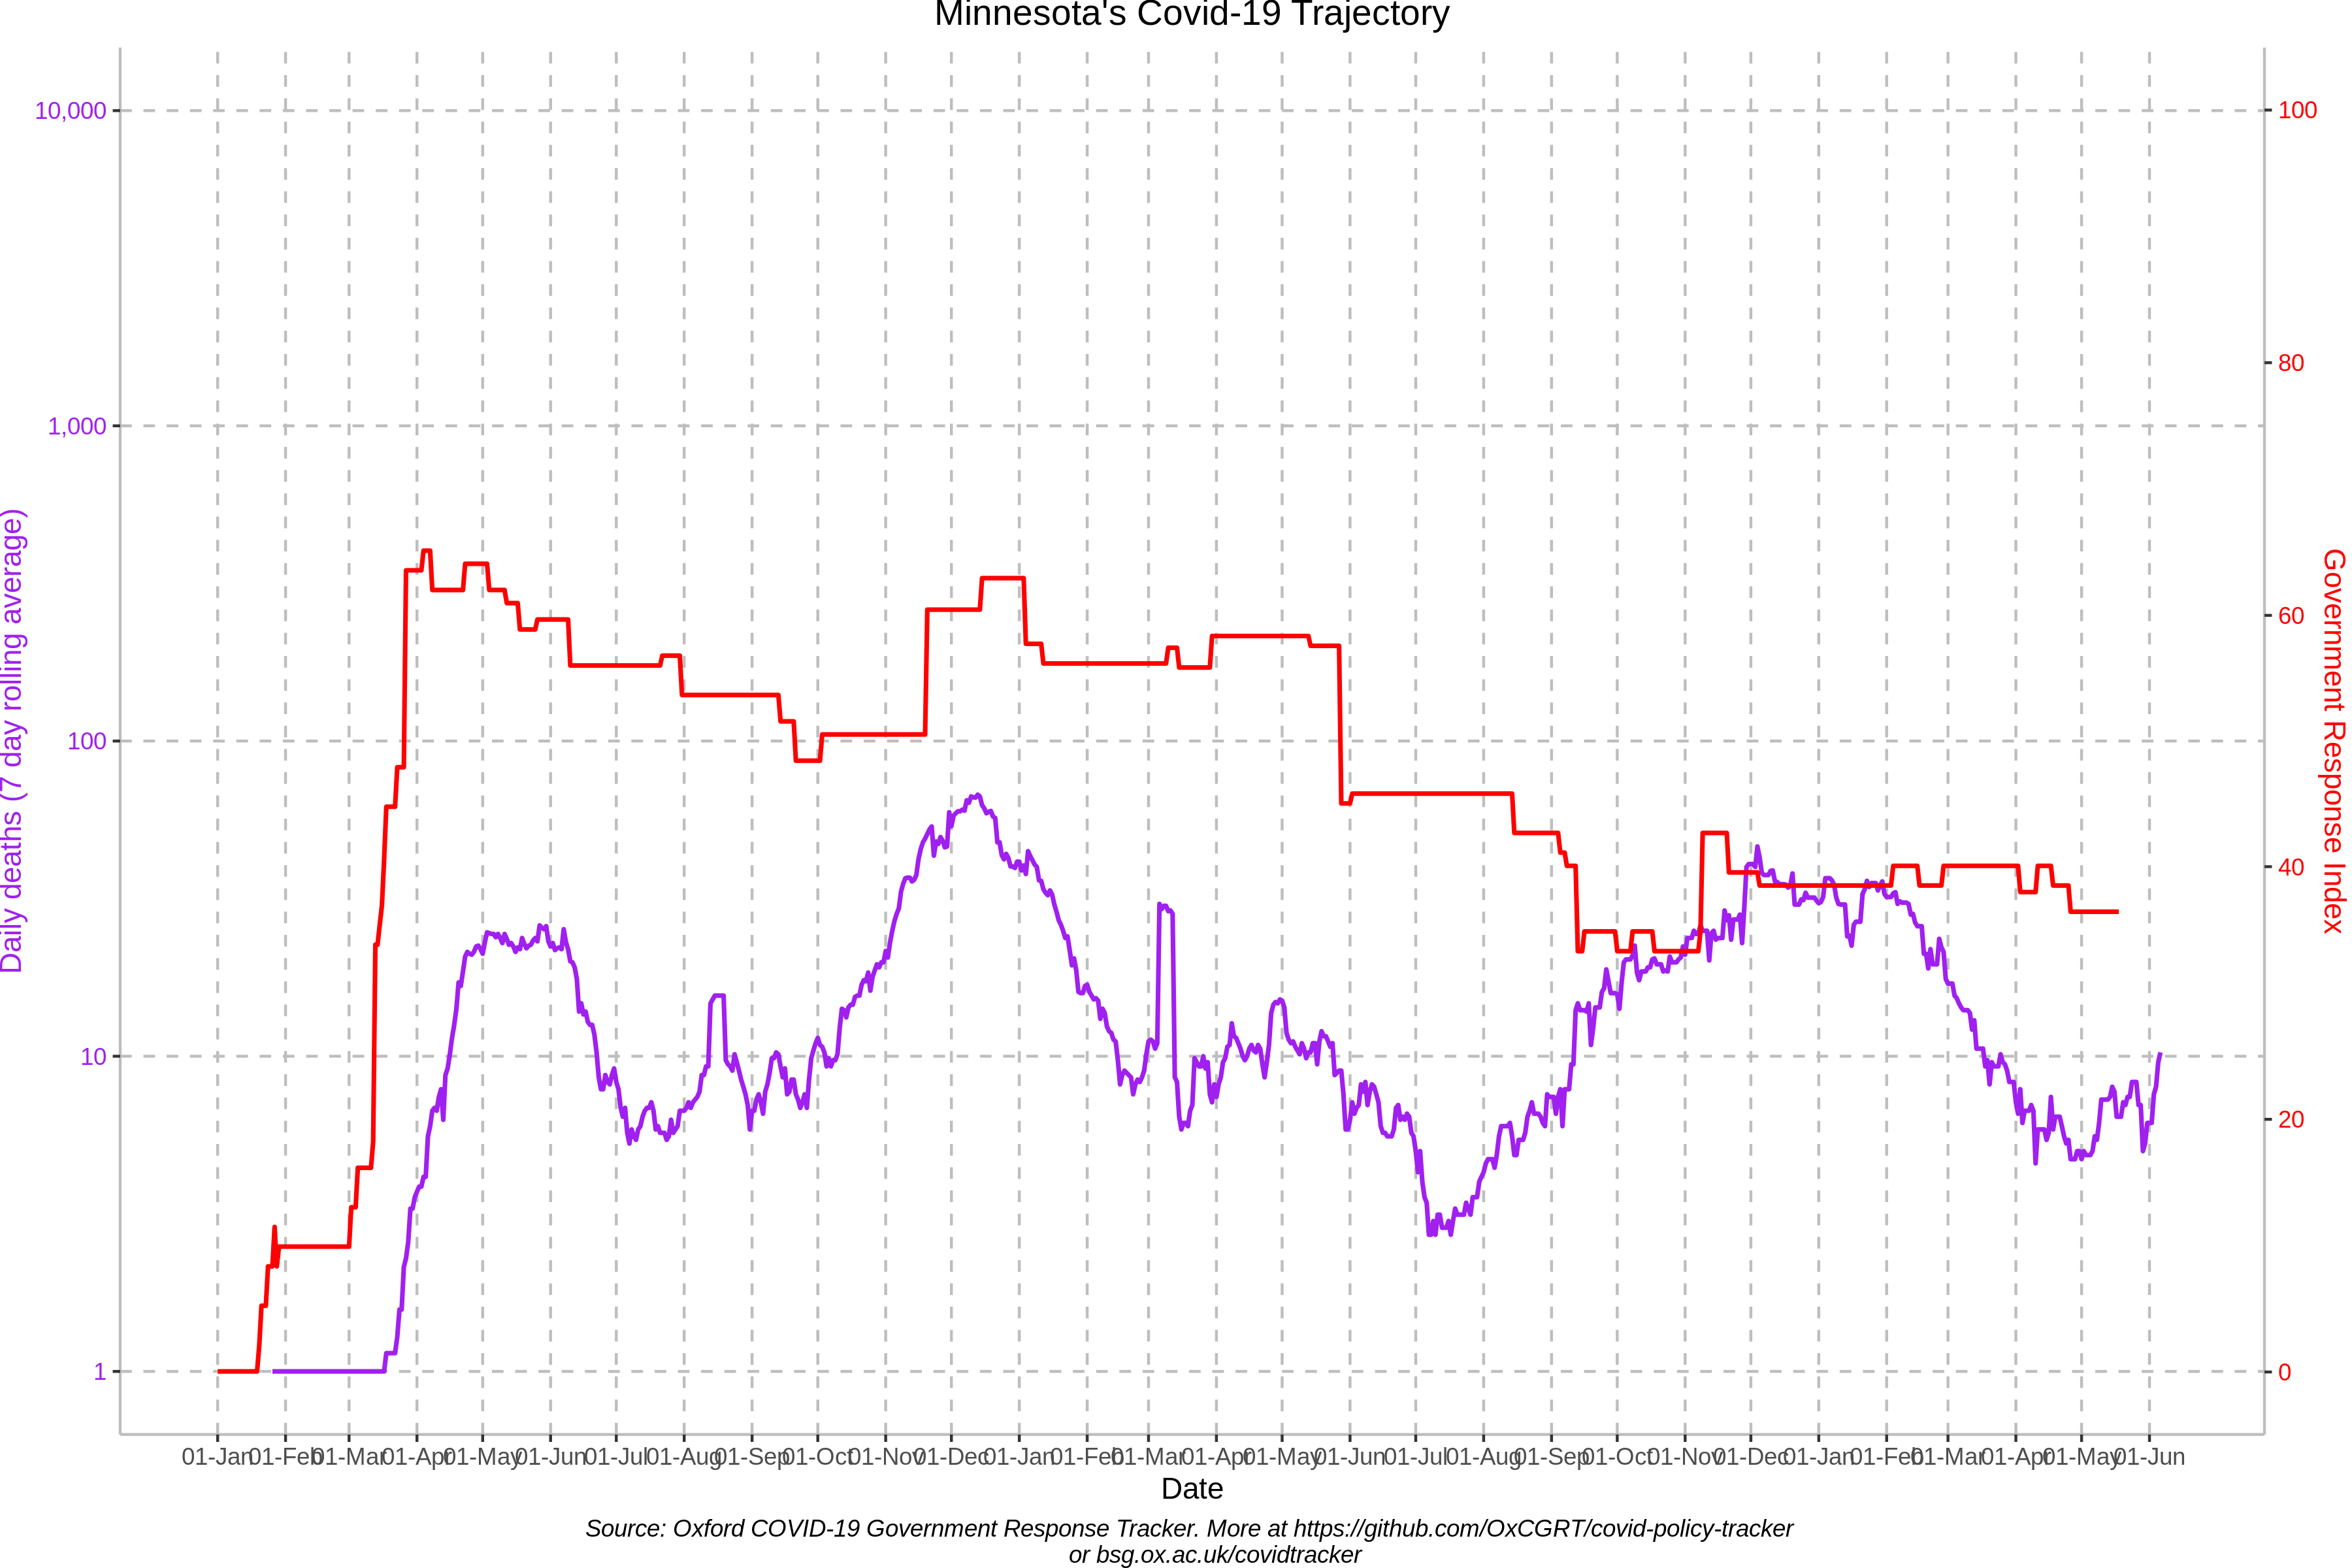 Minnesota's Covid-19 Trajectory
10,000
1,000
100
10
1
Daily deaths (7 day rolling average)
100
80
60
40
20
0
Government Response Index
01-Jan 01-Feb 01-Mar 01-Apr 01-May 01-Jun 01-Jul 01-Aug 01-Sep 01-Oct 01-Nov 01-Dec 01-Jan 01-Feb 01-Mar 01-Apr 01-May 01-Jun 01-Jul 01-Aug 01-Sep 01-Oct 01-Nov 01-Dec 01-Jan 01-Feb 01-Mar 01-Apr 01-May 01-Jun
Date
Source: Oxford COVID-19 Government Response Tracker. More at https://github.com/OxCGRT/covid-policy-tracker
or bsg.ox.ac.uk/covidtracker